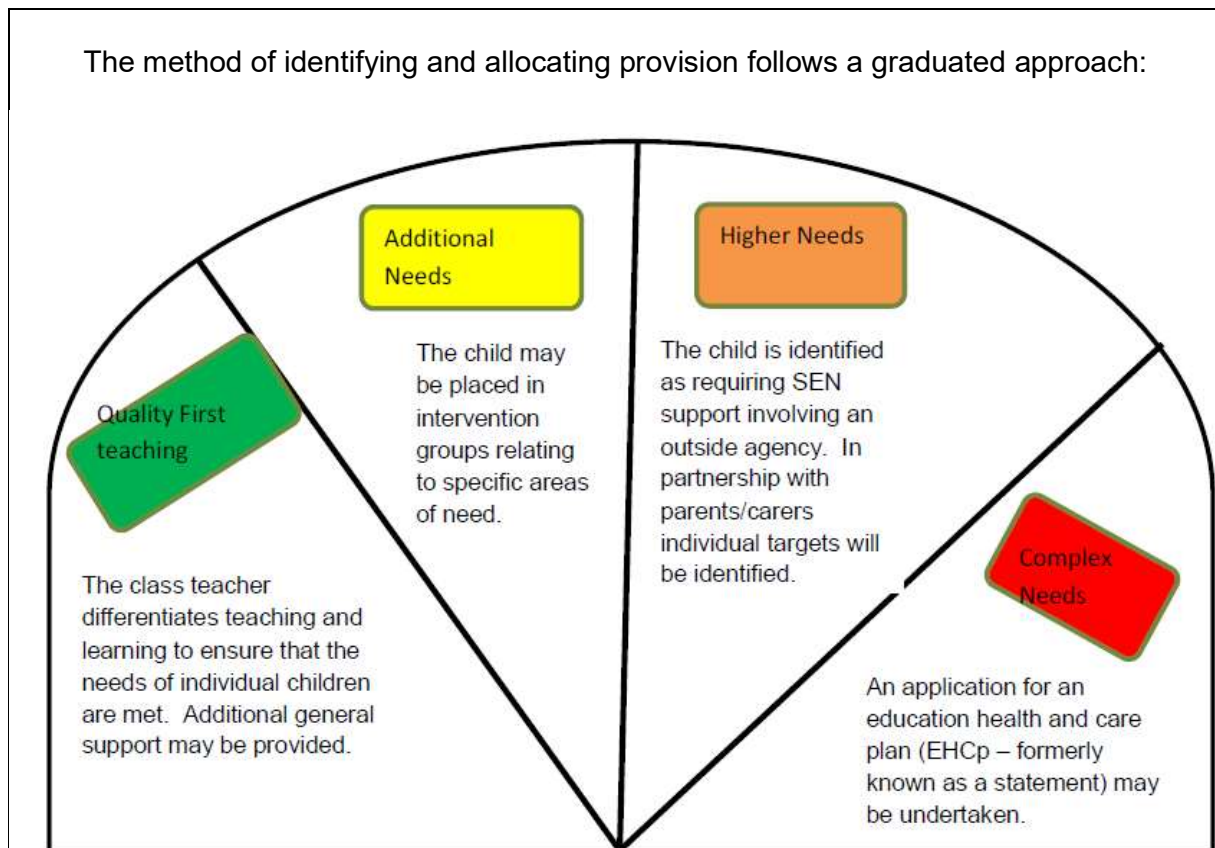 The method of identifying and allocating provision follows a graduated approach:
Quality First
teaching
The class teacher
differentiates teaching and
learning to ensure that the
needs of individual children
are met.  Additional general
support may be provided.
Additional
Needs
The child may
be placed in
intervention
groups relating
to specific areas
of need.
Higher Needs
The child is identified
as requiring SEN
support involving an
outside agency.  In
partnership with
parents/carers
individual targets will
be identified.
Complex
Needs
An application for an
education health and care
plan (EHCp – formerly
known as a statement) may
be undertaken.